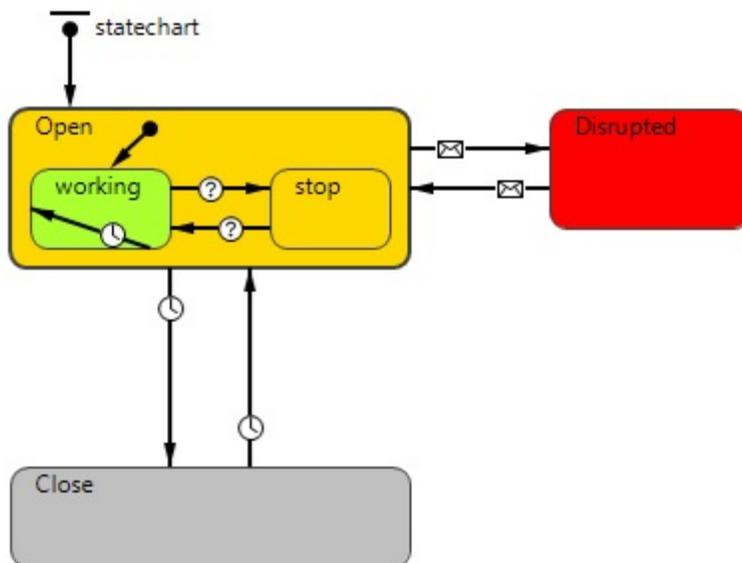 statechart
Open
Disrupted
working
stop
?
?
Close